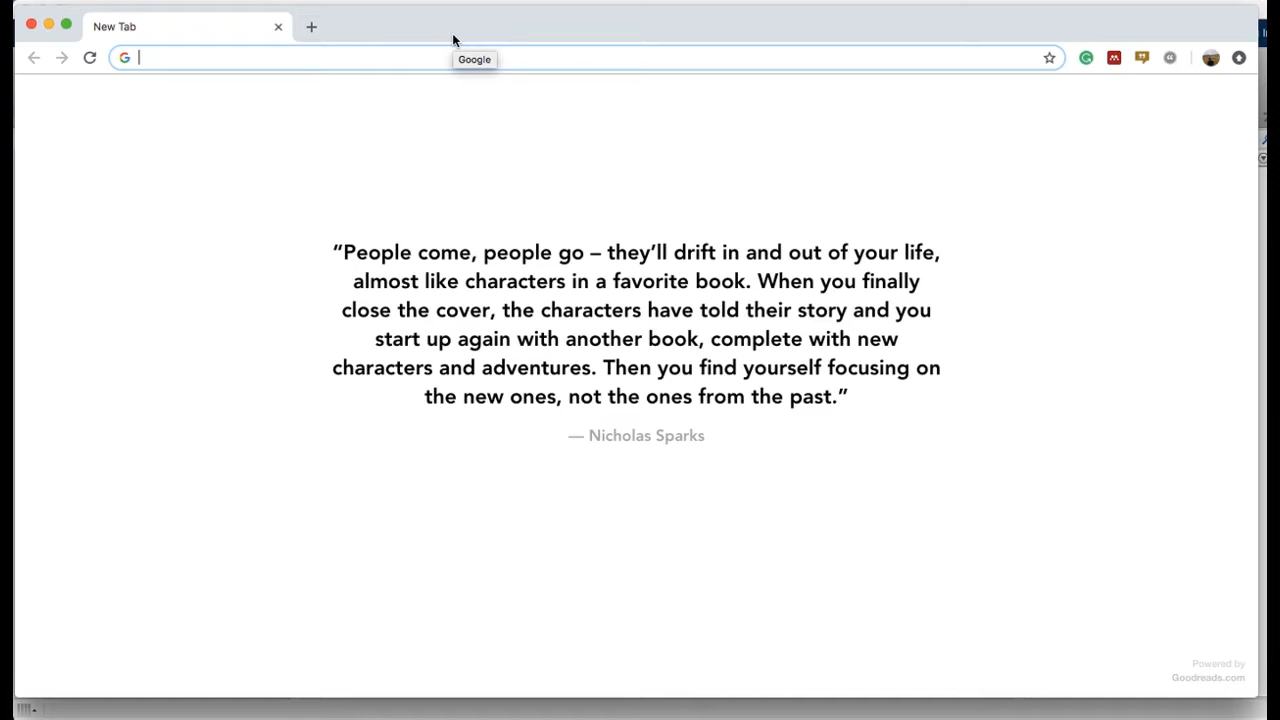 New Tab
Google
“People come, people go – they’ll drift in and out of your life,
almost like characters in a favorite book. When you finally
close the cover, the characters have told their story and you
start up again with another book, complete with new
characters and adventures. Then you find yourself focusing on
the new ones, not the ones from the past.”
— Nicholas Sparks
Powered by
Goodreads.com